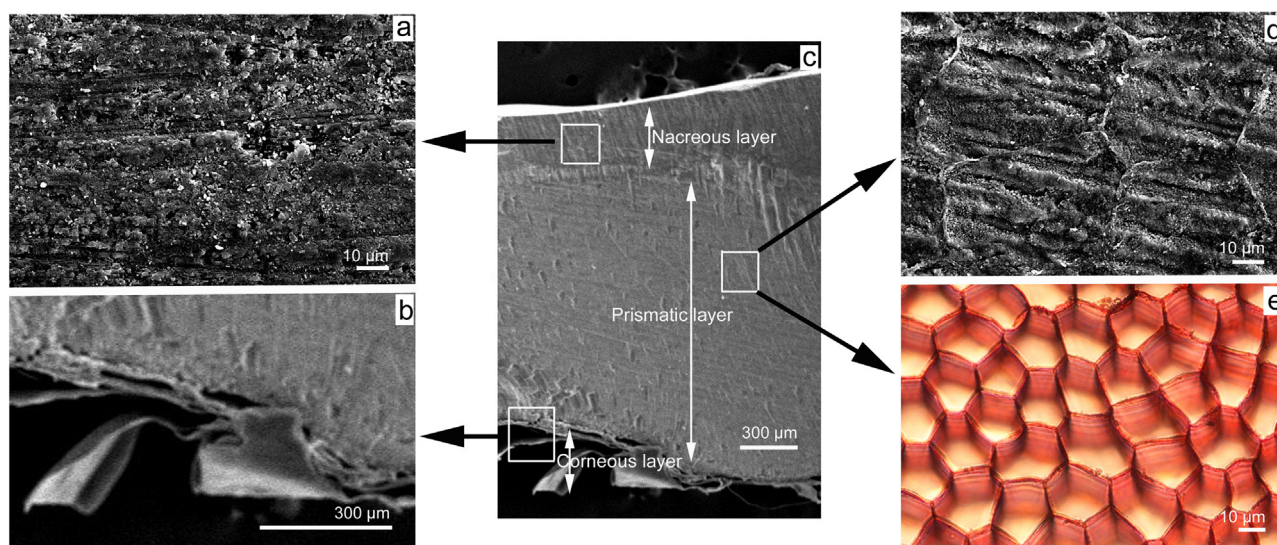 a
10 µm
b
300 µm
c
Nacreous layer
Prismatic layer
300 µm
Corneous layer
d
10 µm
e
10 µm